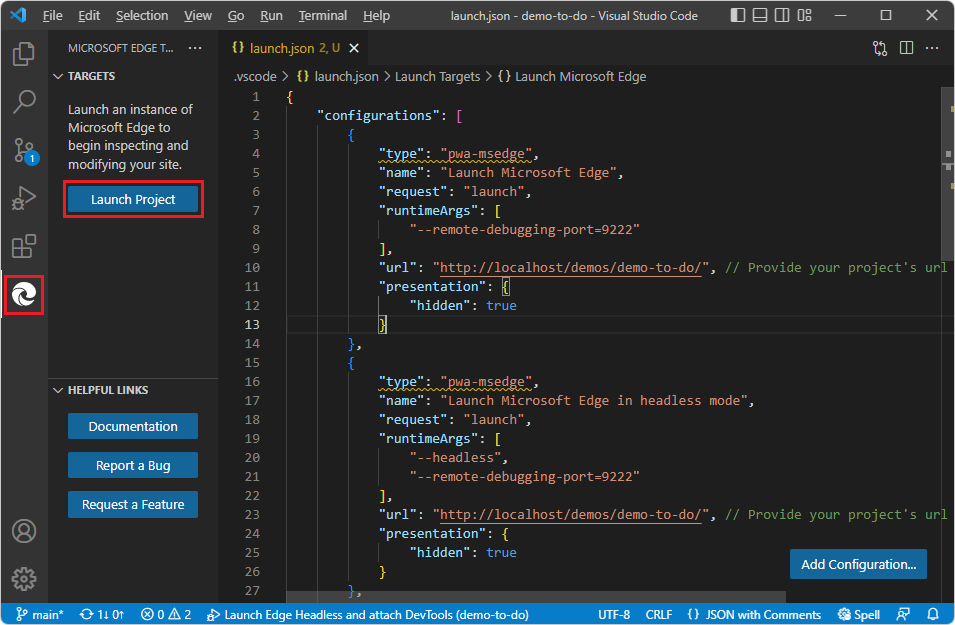 File Edit Selection View Go Run Terminal Help launch.json - demo-to-do - Visual Studio Code
MICROSOFT EDGE T... ···
TARGETS
Launch an instance of
Microsoft Edge to
begin inspecting and
modifying your site.
Launch Project
1
HELPFUL LINKS
Documentation
Report a Bug
Request a Feature
{} launch.json 2, U
.vscode > {} launch.json > Launch Targets > {} Launch Microsoft Edge
1 {
2 "configurations": [
3 {
4 "type": "pwa-msedge",
5 "name": "Launch Microsoft Edge",
6 "request": "launch",
7 "runtimeArgs": [
8 "--remote-debugging-port=9222"
9 ],
10 "url": "http://localhost/demos/demo-to-do/", // Provide your project's url
11 "presentation": {
12 "hidden": true
13 }
14 },
15 {
16 "type": "pwa-msedge",
17 "name": "Launch Microsoft Edge in headless mode",
18 "request": "launch",
19 "runtimeArgs": [
20 "--headless",
21 "--remote-debugging-port=9222"
22 ],
23 "url": "http://localhost/demos/demo-to-do/", // Provide your project's url
24 "presentation": {
25 "hidden": true
26 }
27 },
Add Configuration...
main* 1↓ 0↑ 0 2 Launch Edge Headless and attach DevTools (demo-to-do) UTF-8 CRLF {} JSON with Comments Spell